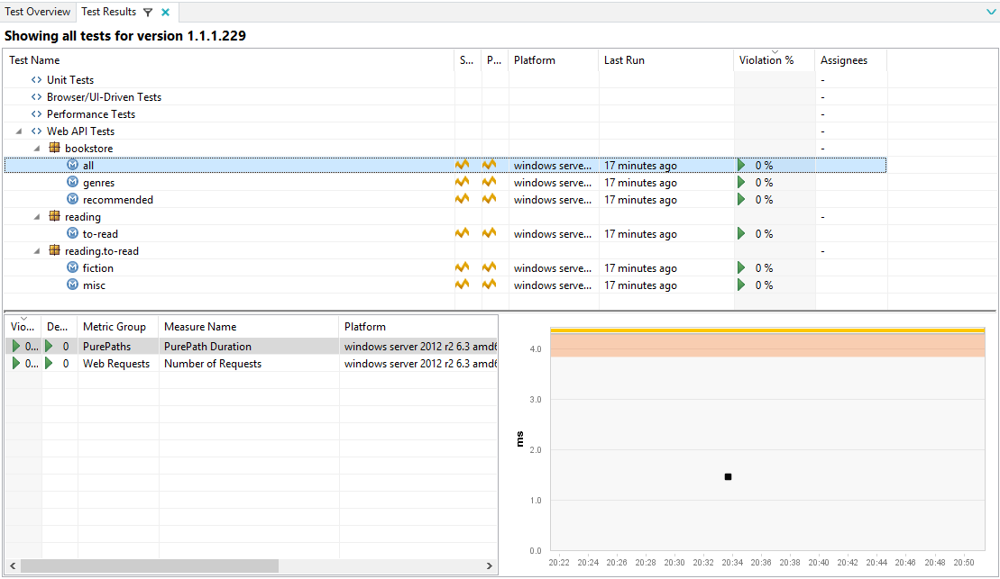 Test Overview Test Results
Showing all tests for version 1.1.1.229
Test Name S... P... Platform Last Run Violation % Assignees
Unit Tests -
Browser/UI-Driven Tests -
Performance Tests -
Web API Tests -
bookstore -
all windows serve... 17 minutes ago 0 %
genres windows serve... 17 minutes ago 0 %
recommended windows serve... 17 minutes ago 0 %
reading -
to-read windows serve... 17 minutes ago 0 %
reading.to-read -
fiction windows serve... 17 minutes ago 0 %
misc windows serve... 17 minutes ago 0 %
Vio... De... Metric Group Measure Name Platform
0... 0 PurePaths PurePath Duration windows server 2012 r2 6.3 amd6
0... 0 Web Requests Number of Requests windows server 2012 r2 6.3 amd6
4.0
3.0
ms
2.0
1.0
0.0
20:22 20:24 20:26 20:28 20:30 20:32 20:34 20:36 20:38 20:40 20:42 20:44 20:46 20:48 20:50